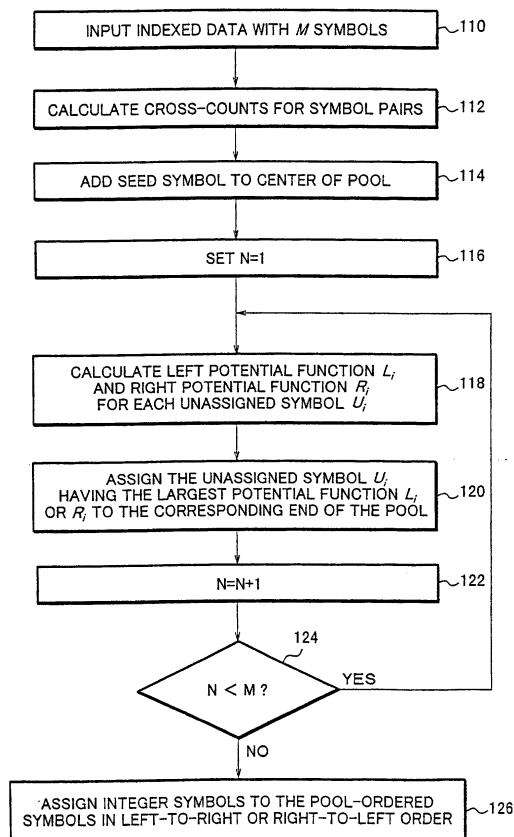 INPUT INDEXED DATA WITH M SYMBOLS
110
CALCULATE CROSS-COUNTS FOR SYMBOL PAIRS
112
ADD SEED SYMBOL TO CENTER OF POOL
114
SET N=1
116
CALCULATE LEFT POTENTIAL FUNCTION Li
AND RIGHT POTENTIAL FUNCTION Ri
FOR EACH UNASSIGNED SYMBOL Ui
118
ASSIGN THE UNASSIGNED SYMBOL Ui
HAVING THE LARGEST POTENTIAL FUNCTION Li
OR Ri TO THE CORRESPONDING END OF THE POOL
120
N=N+1
122
124
N < M ?
YES
NO
ASSIGN INTEGER SYMBOLS TO THE POOL-ORDERED
SYMBOLS IN LEFT-TO-RIGHT OR RIGHT-TO-LEFT ORDER
126